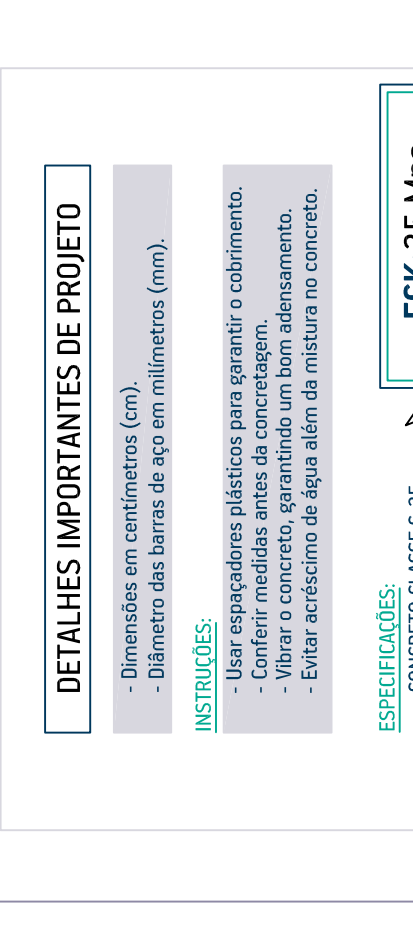 DETALHES IMPORTANTES DE PROJETO
- Dimensões em centímetros (cm).
- Diâmetro das barras de aço em milímetros (mm).
INSTRUÇÕES:
- Usar espaçadores plásticos para garantir o cobrimento.
- Conferir medidas antes da concretagem.
- Vibrar o concreto, garantindo um bom adensamento.
- Evitar acréscimo de água além da mistura no concreto.
ESPECIFICAÇÕES: